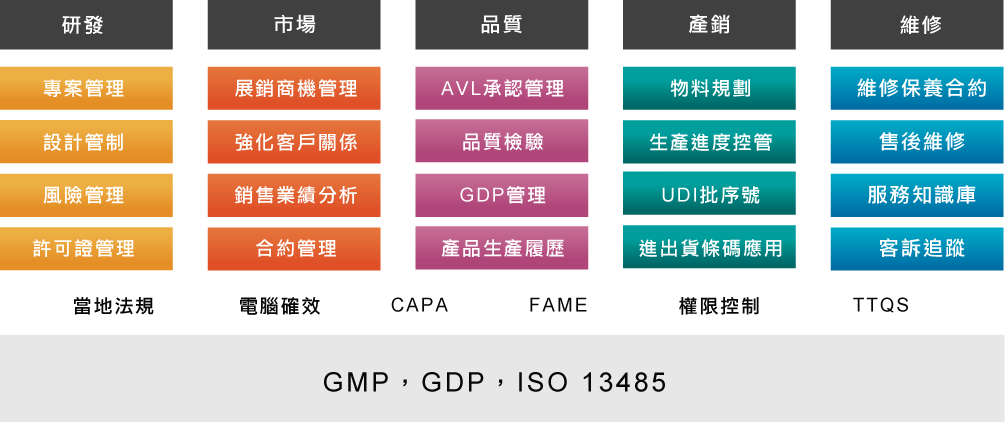 研發 市場 品質 產銷 維修
專案管理 展銷商機管理 AVL承認管理 物料規劃 維修保養合約
設計管制 強化客戶關係 品質檢驗 生產進度控管 售後維修
風險管理 銷售業績分析 GDP管理 UDI批序號 服務知識庫
許可證管理 合約管理 產品生產履歷 進出貨條碼應用 客訴追蹤
當地法規 電腦確效 CAPA FAME 權限控制 TTQS
GMP，GDP，ISO 13485